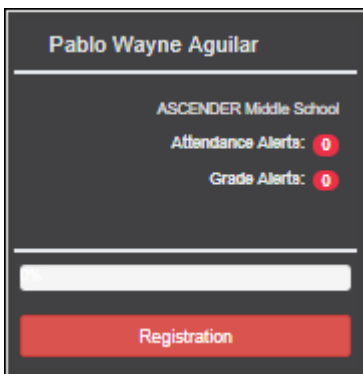 Pablo Wayne Aguilar
ASCENDER Middle School
Attendance Alerts: 0
Grade Alerts: 0
Registration